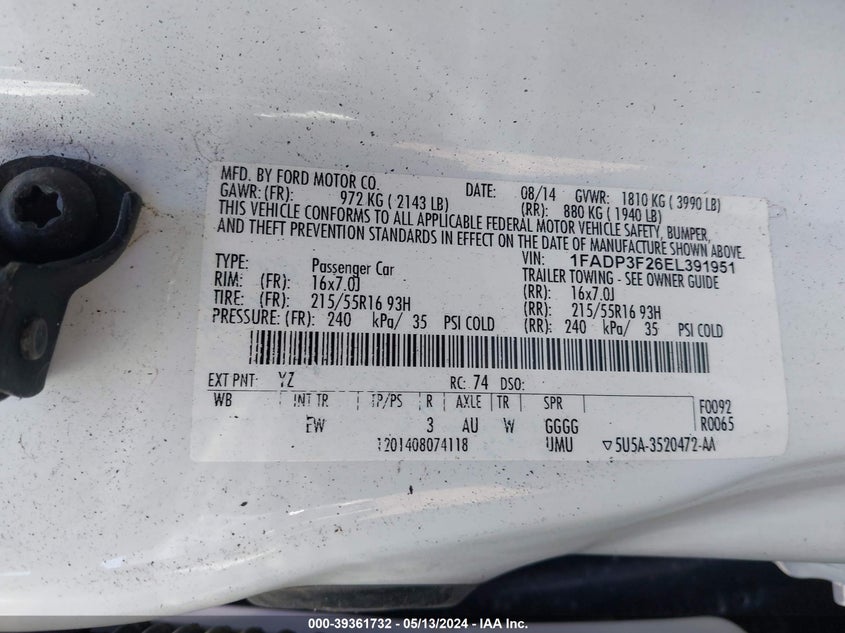 MFD. BY FORD MOTOR CO. DATE: 08/14 GVWR: 1810 KG ( 3990 LB)
GAWR: (FR): 972 KG ( 2143 LB) (RR): 880 KG ( 1940 LB)
THIS VEHICLE CONFORMS TO ALL APPLICABLE FEDERAL MOTOR VEHICLE SAFETY, BUMPER,
AND THEFT PREVENTION STANDARDS IN EFFECT ON THE DATE OF MANUFACTURE SHOWN ABOVE.
VIN: 1FADP3F26EL391951
TYPE: Passenger Car TRAILER TOWING - SEE OWNER GUIDE
RIM: (FR): 16x7.0J (RR): 16x7.0J
TIRE: (FR): 215/55R16 93H (RR): 215/55R16 93H
PRESSURE: (FR): 240 kPa/ 35 PSI COLD (RR): 240 kPa/ 35 PSI COLD
EXT PNT: YZ RC: 74 DSO:
WB INT TR TP/PS R AXLE TR SPR F0092
FW 3 AU W GGGG R0065
1201408074118 UMU ▽5U5A-3520472-AA
000-39361732 - 05/13/2024 - IAA Inc.